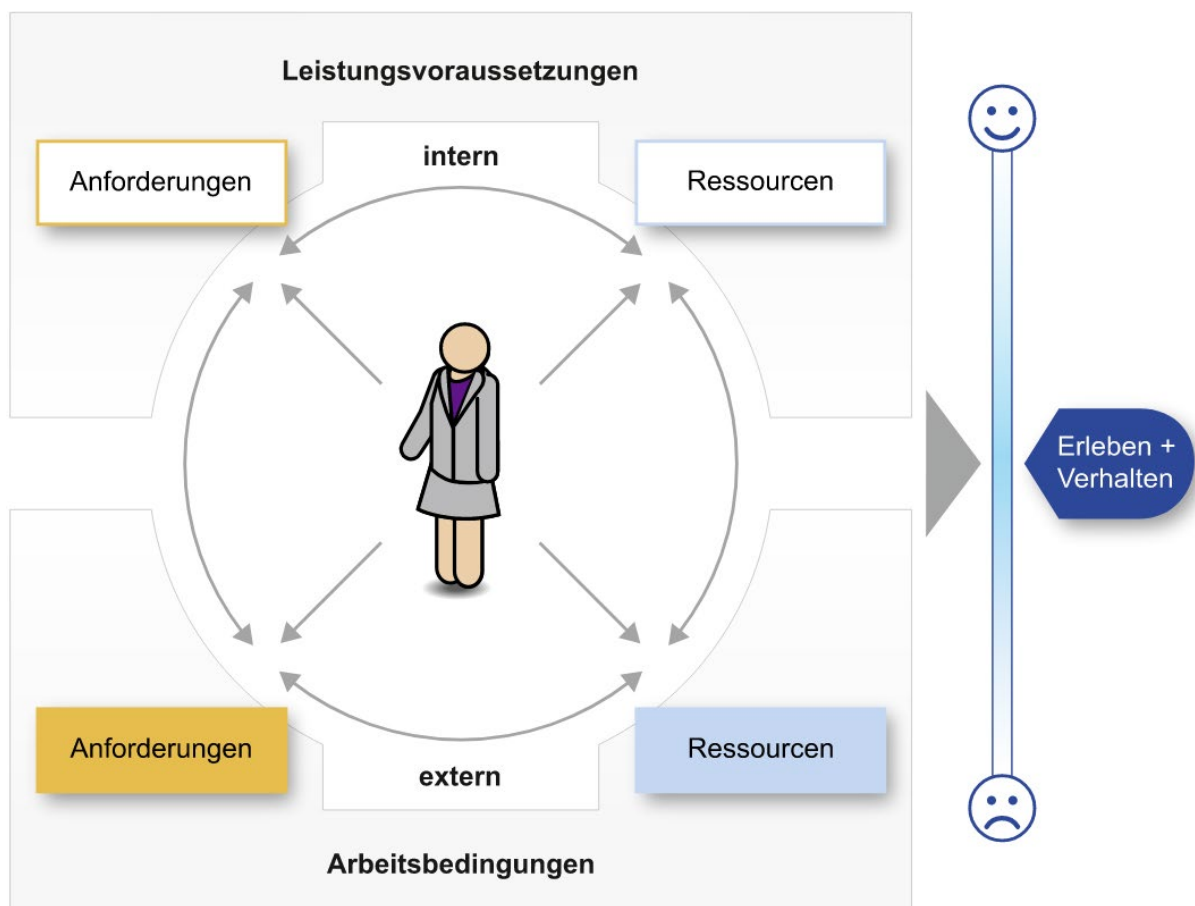 Leistungsvoraussetzungen
intern
Anforderungen
Ressourcen
Erleben +
Verhalten
Anforderungen
Ressourcen
extern
Arbeitsbedingungen